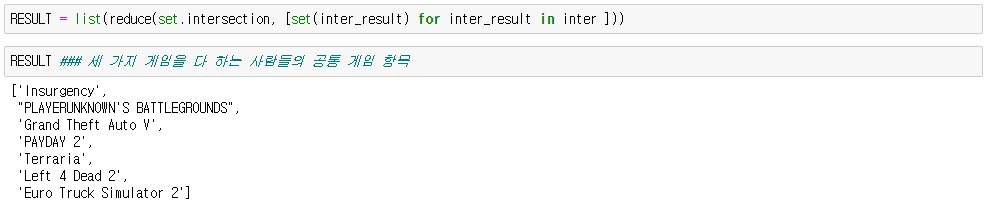 RESULT = list(reduce(set.intersection, [set(inter_result) for inter_result in inter ]))
RESULT ### 세 가지 게임을 다 하는 사람들의 공통 게임 항목
['Insurgency',
"PLAYERUNKNOWN'S BATTLEGROUNDS",
'Grand Theft Auto V',
'PAYDAY 2',
'Terraria',
'Left 4 Dead 2',
'Euro Truck Simulator 2']